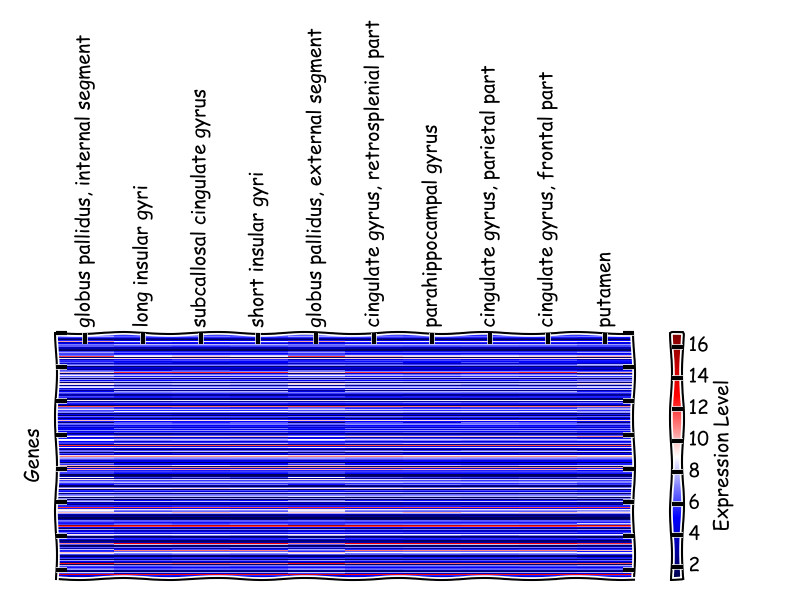 globus pallidus, internal segment
long insular gyri
subcallosal cingulate gyrus
short insular gyri
globus pallidus, external segment
cingulate gyrus, retrosplenial part
parahippocampal gyrus
cingulate gyrus, parietal part
cingulate gyrus, frontal part
putamen
Genes
16
14
12
10
8
6
4
2
Expression Level